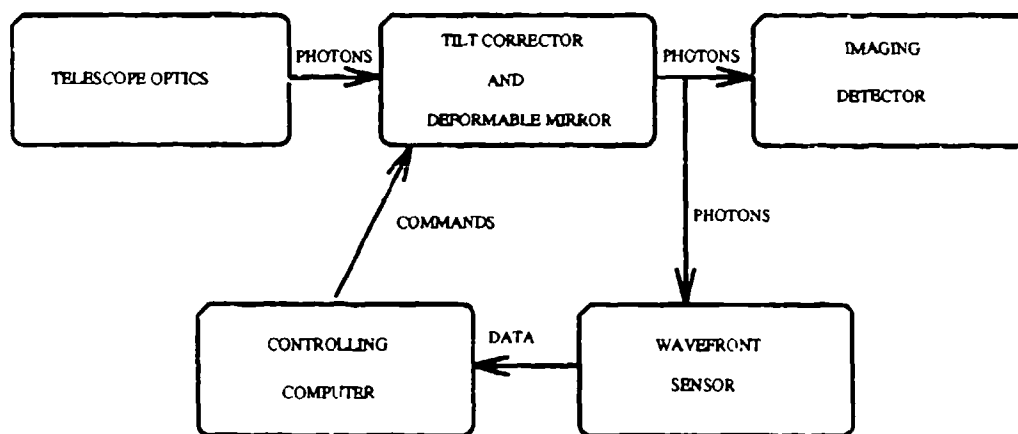 TELESCOPE OPTICS
PHOTONS
TILT CORRECTOR
AND
DEFORMABLE MIRROR
PHOTONS
IMAGING
DETECTOR
COMMANDS
PHOTONS
CONTROLLING
COMPUTER
DATA
WAVEFRONT
SENSOR